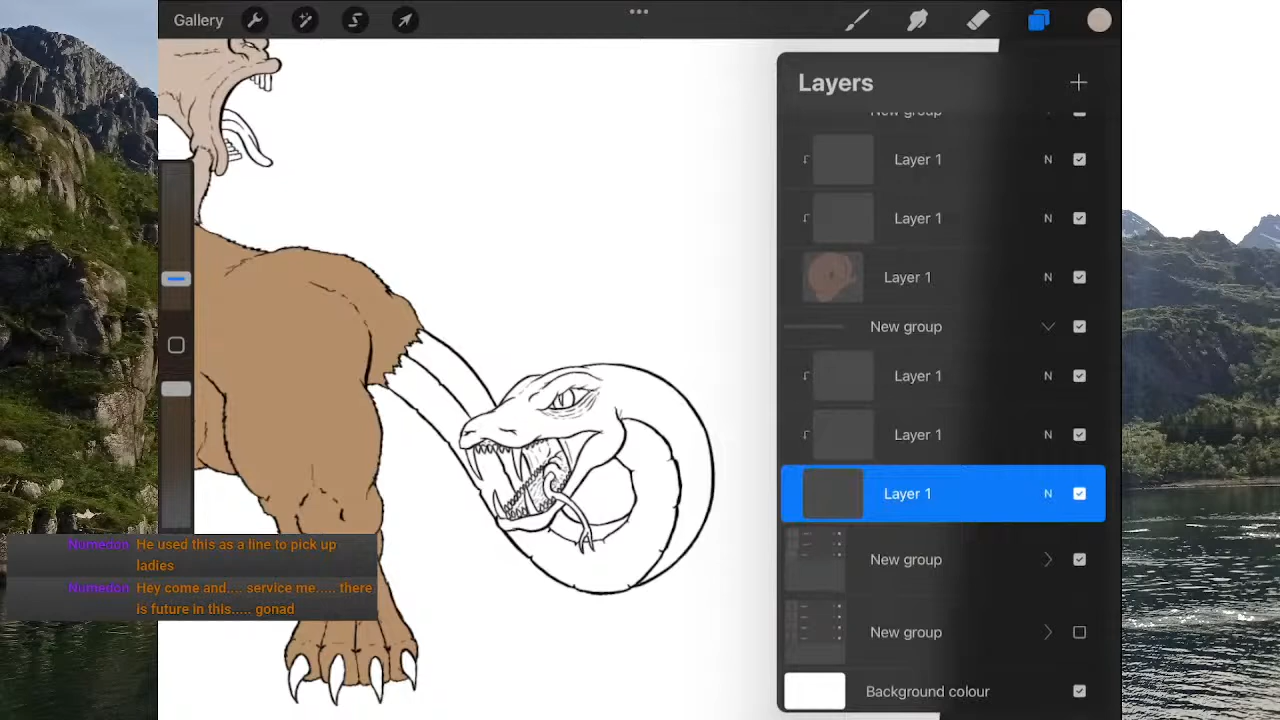 Gallery
Layers
New group
Layer 1 N
Layer 1 N
Layer 1 N
New group
Layer 1 N
Layer 1 N
Layer 1 N
New group
New group
Background colour
Numedon He used this as a line to pick up
ladies
Numedon Hey come and.... service me..... there
is future in this..... gonad